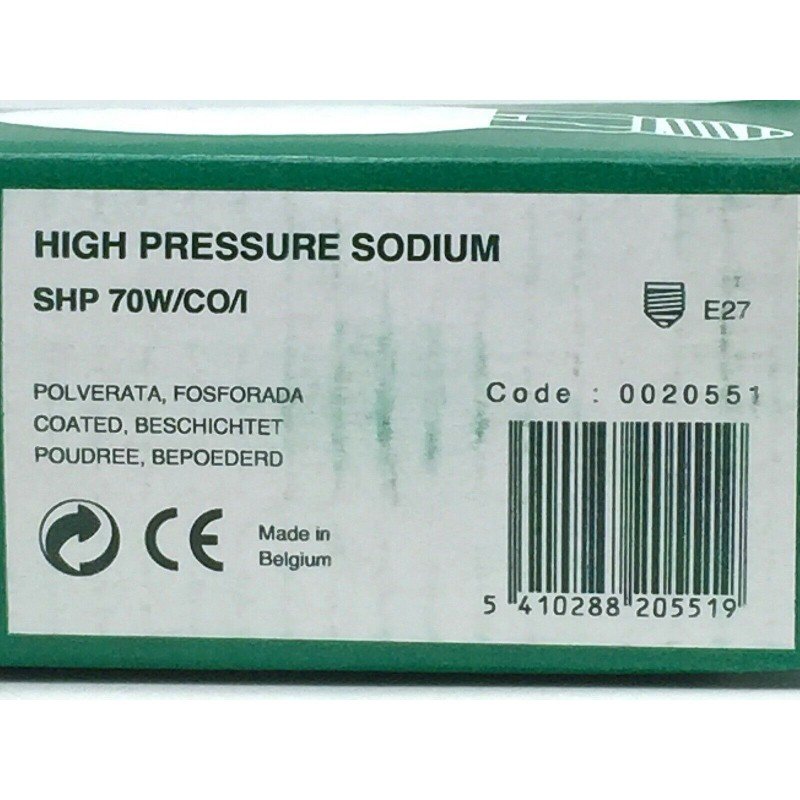 HIGH PRESSURE SODIUM
SHP 70W/CO/I
E27
POLVERATA, FOSFORADA
COATED, BESCHICHTET
POUDREE, BEPOEDERD
Code : 0020551
CE
Made in
Belgium
5 410288 205519